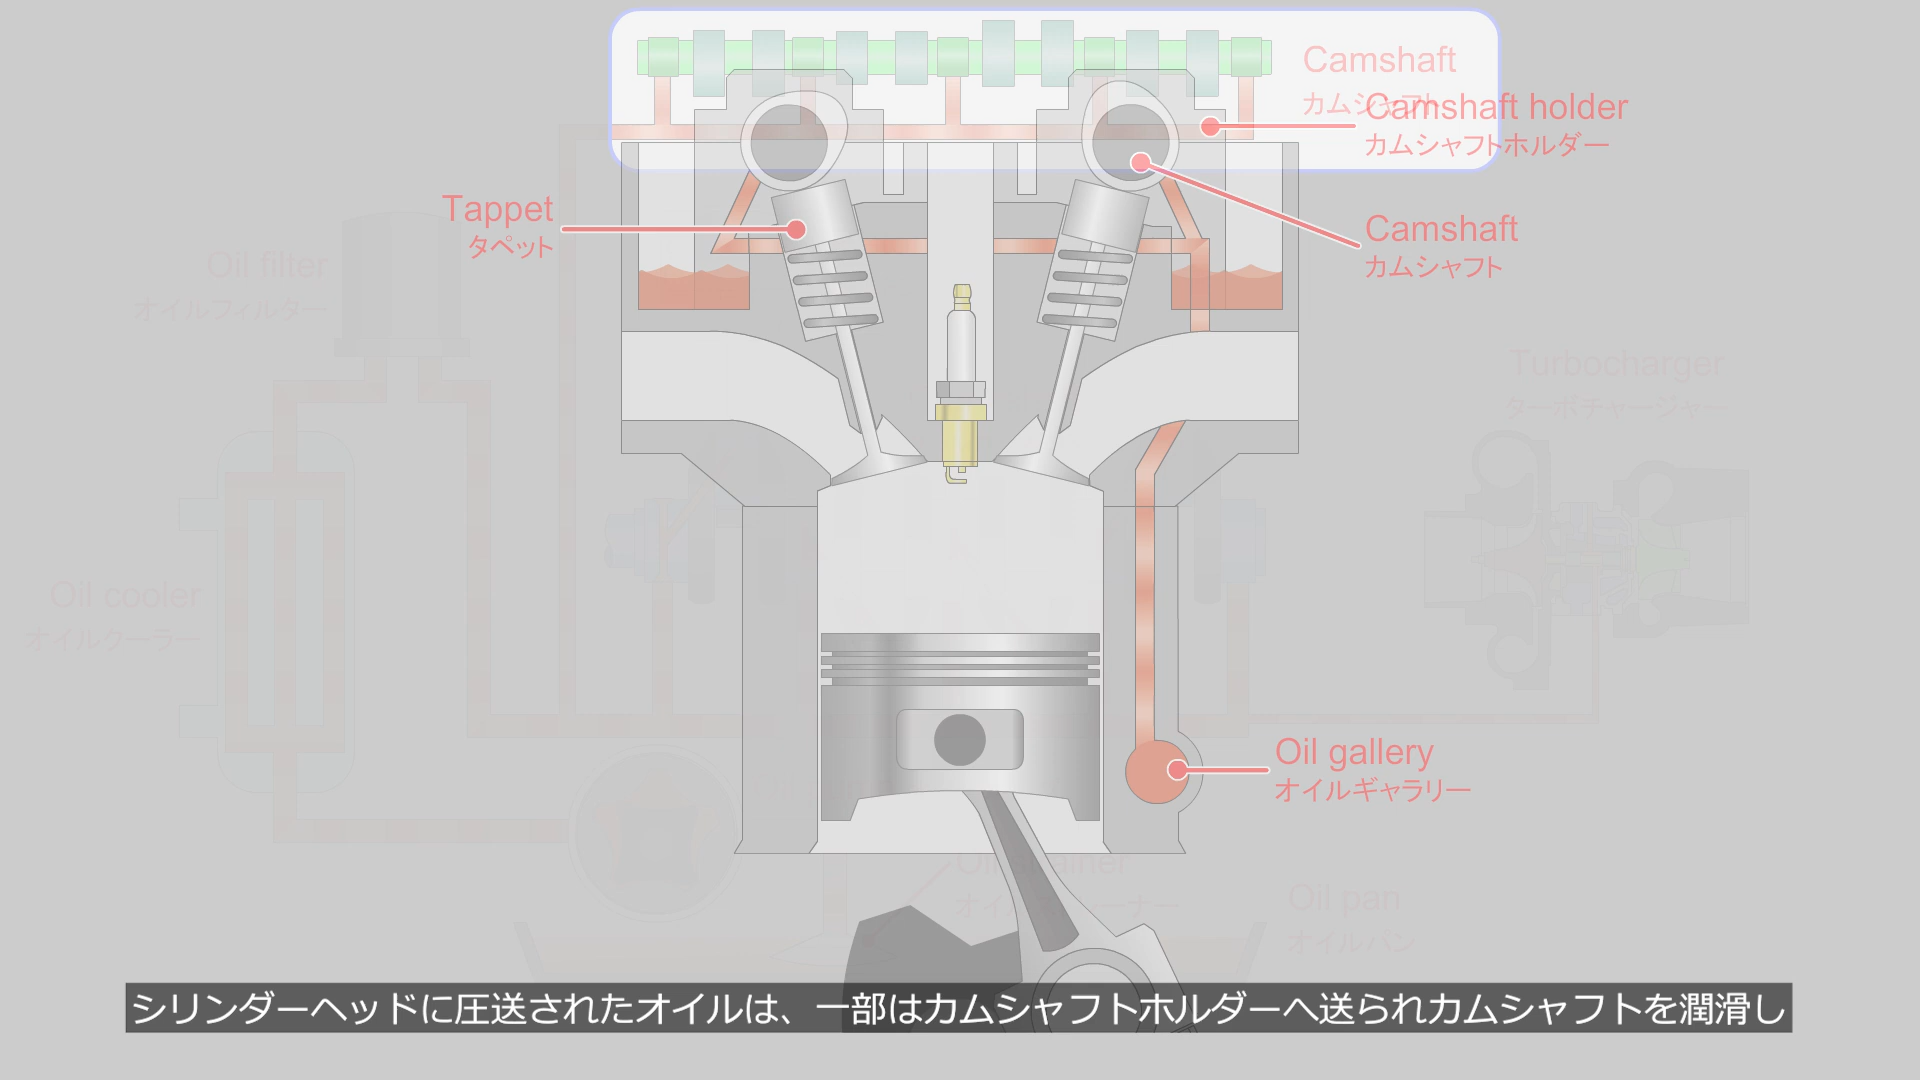 Camshaft
カムシャフト
Camshaft holder
カムシャフトホルダー
Tappet
タペット
Camshaft
カムシャフト
Oil filter
オイルフィルター
Turbocharger
ターボチャージャー
Oil cooler
オイルクーラー
Oil gallery
オイルギャラリー
Oil pan
オイルパン
シリンダーヘッドに圧送されたオイルは、一部はカムシャフトホルダーへ送られカムシャフトを潤滑し